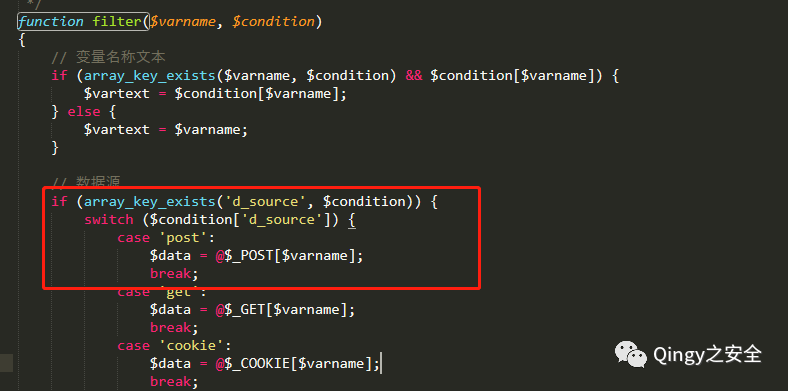 */
function filter($varname, $condition)
{
// 变量名称文本
if (array_key_exists($varname, $condition) && $condition[$varname]) {
$vartext = $condition[$varname];
} else {
$vartext = $varname;
}
// 数据源
if (array_key_exists('d_source', $condition)) {
switch ($condition['d_source']) {
case 'post':
$data = @$_POST[$varname];
break;
case 'get':
$data = @$_GET[$varname];
break;
case 'cookie':
$data = @$_COOKIE[$varname];
break;
Qingy之安全